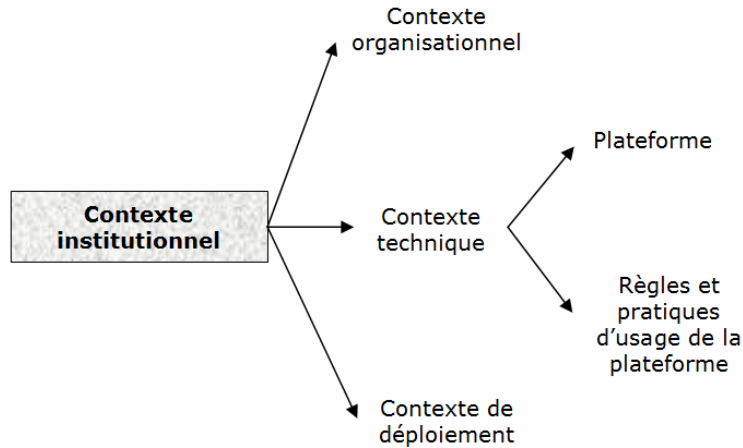 Contexte
organisationnel
Plateforme
Contexte
institutionnel
Contexte
technique
Règles et
pratiques
d’usage de la
plateforme
Contexte de
déploiement